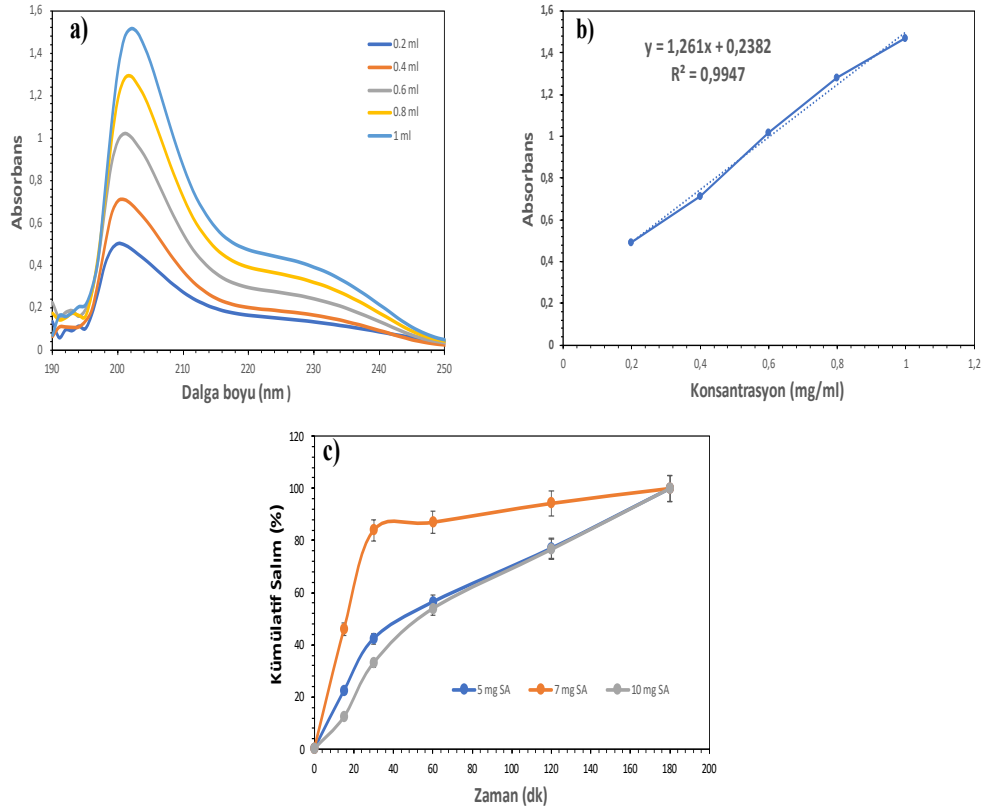 a)
1,6
1,4
1,2
1
0,8
0,6
0,4
0,2
0
Absorbans
190
200
210
220
230
240
250
Dalga boyu (nm)
0.2 ml
0.4 ml
0.6 ml
0.8 ml
1 ml
b)
y = 1,261x + 0,2382
R² = 0,9947
1,6
1,4
1,2
1
0,8
0,6
0,4
0,2
0
Absorbans
0
0,2
0,4
0,6
0,8
1
1,2
Konsantrasyon (mg/ml)
c)
120
100
80
60
40
20
0
Kümülatif Salım (%)
5 mg SA
7 mg SA
10 mg SA
0
20
40
60
80
100
120
140
160
180
200
Zaman (dk)